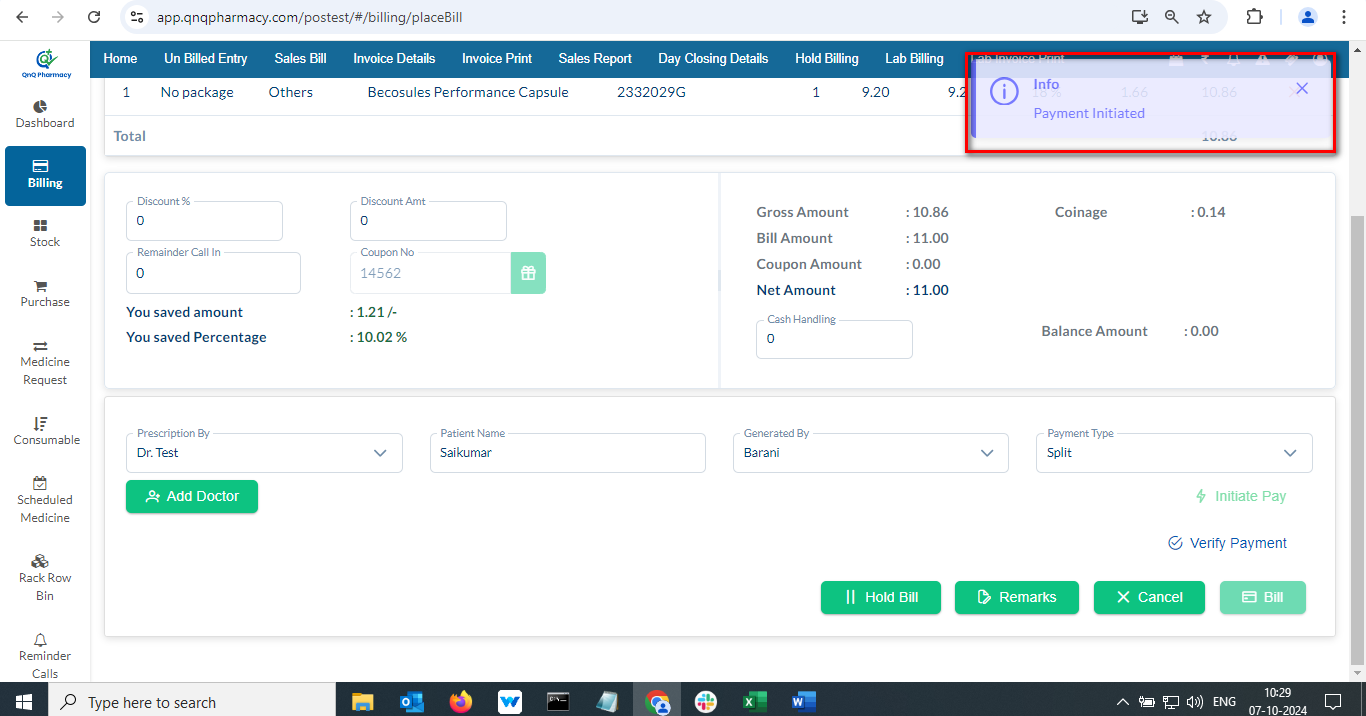 app.qnqpharmacy.com/postest/#/billing/placeBill
QnQ Pharmacy
Home Un Billed Entry Sales Bill Invoice Details Invoice Print Sales Report Day Closing Details Hold Billing Lab Billing Lab Invoice Print
Dashboard
Billing
Stock
Purchase
Medicine
Request
Consumable
Scheduled
Medicine
Rack Row
Bin
Reminder
Calls
1 No package Others Becosules Performance Capsule 2332029G 1 9.20 1.66 10.86
Total 10.86
Info
Payment Initiated
Discount %
0
Discount Amt
0
Remainder Call In
0
Coupon No
14562
You saved amount : 1.21 /-
You saved Percentage : 10.02 %
Gross Amount : 10.86 Coinage : 0.14
Bill Amount : 11.00
Coupon Amount : 0.00
Net Amount : 11.00
Cash Handling
0
Balance Amount : 0.00
Prescription By
Dr. Test
Patient Name
Saikumar
Generated By
Barani
Payment Type
Split
Add Doctor
Initiate Pay
Verify Payment
Hold Bill Remarks Cancel Bill
Type here to search
ENG
10:29
07-10-2024